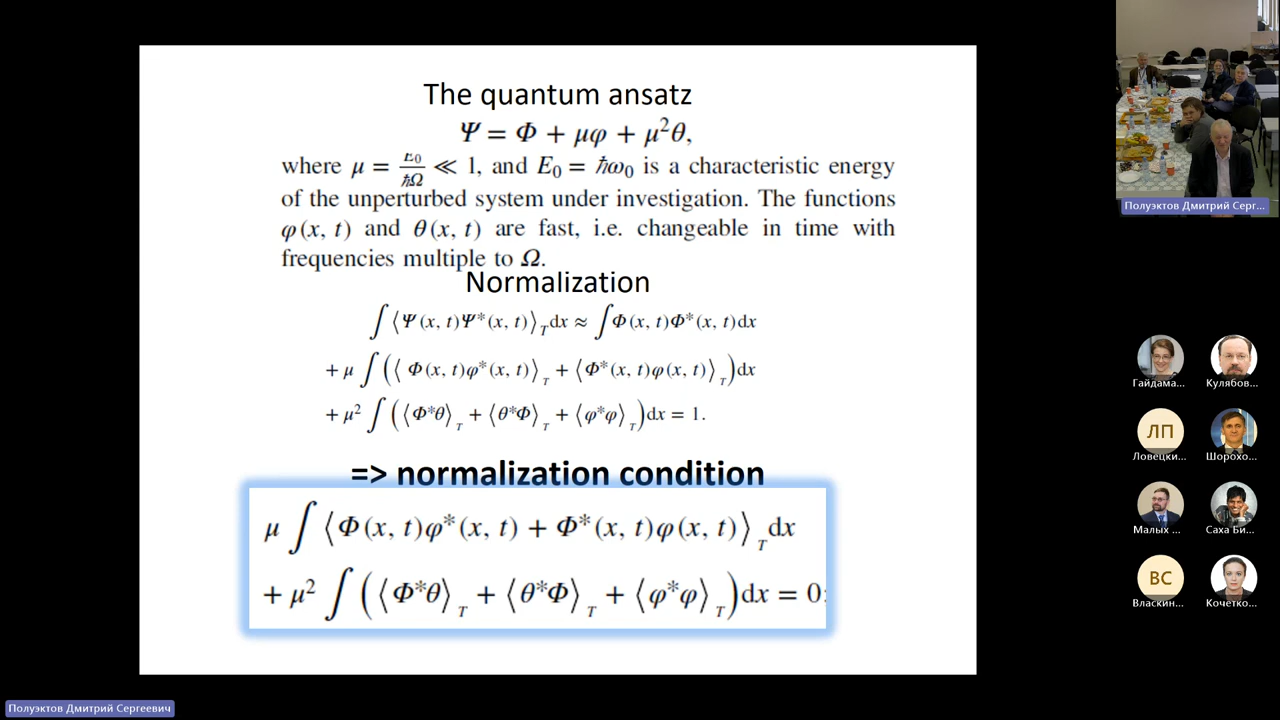 The quantum ansatz
Ψ = Φ + μφ + μ²θ,
where μ = E₀/ħΩ ≪ 1, and E₀ = ħω₀ is a characteristic energy
of the unperturbed system under investigation. The functions
φ(x, t) and θ(x, t) are fast, i.e. changeable in time with
frequencies multiple to Ω.
Normalization
∫⟨Ψ(x, t)Ψ*(x, t)⟩_T dx ≈ ∫Φ(x, t)Φ*(x, t)dx
+ μ ∫(⟨Φ(x, t)φ*(x, t)⟩_T + ⟨Φ*(x, t)φ(x, t)⟩_T)dx
+ μ² ∫(⟨Φ*θ⟩_T + ⟨θ*Φ⟩_T + ⟨φ*φ⟩_T)dx = 1.
=> normalization condition
μ ∫⟨Φ(x, t)φ*(x, t) + Φ*(x, t)φ(x, t)⟩_T dx
+ μ² ∫(⟨Φ*θ⟩_T + ⟨θ*Φ⟩_T + ⟨φ*φ⟩_T)dx = 0
Полуэктов Дмитрий Серг...
Гайдама...
Кулябов...
ЛП
Ловецки...
Шорохо...
Малых ...
Саха Би...
ВС
Власкин...
Кочетко...
Полуэктов Дмитрий Сергеевич